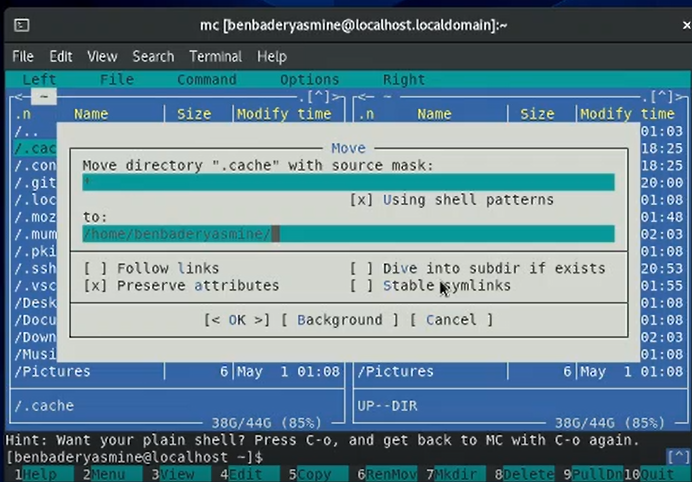 mc [benbaderyasmine@localhost.localdomain]:~
File Edit View Search Terminal Help
Left File Command Options Right
<- ~ .[^]> <- ~ .[^]>
.n Name Size Modify time .n Name Size Modify time
/.. 01:03
/.cac 18:25
/.con 18:25
/.git 20:00
/.loc 01:08
/.moz 01:48
/.mum 02:03
/.pki 01:08
/.ssh 20:53
/.vsc 01:55
/Desk 01:08
/Docu 01:08
/Down 02:03
/Musi 01:08
/Pictures 6 May 1 01:08 /Pictures 6 May 1 01:08
Move
Move directory ".cache" with source mask:
*
[x] Using shell patterns
to:
/home/benbaderyasmine/
[ ] Follow links [ ] Dive into subdir if exists
[x] Preserve attributes [ ] Stable symlinks
[< OK >] [ Background ] [ Cancel ]
/.cache UP--DIR
38G/44G (85%) 38G/44G (85%)
Hint: Want your plain shell? Press C-o, and get back to MC with C-o again.
[benbaderyasmine@localhost ~]$ [^]
1Help 2Menu 3View 4Edit 5Copy 6RenMov 7Mkdir 8Delete 9PullDn 10Quit